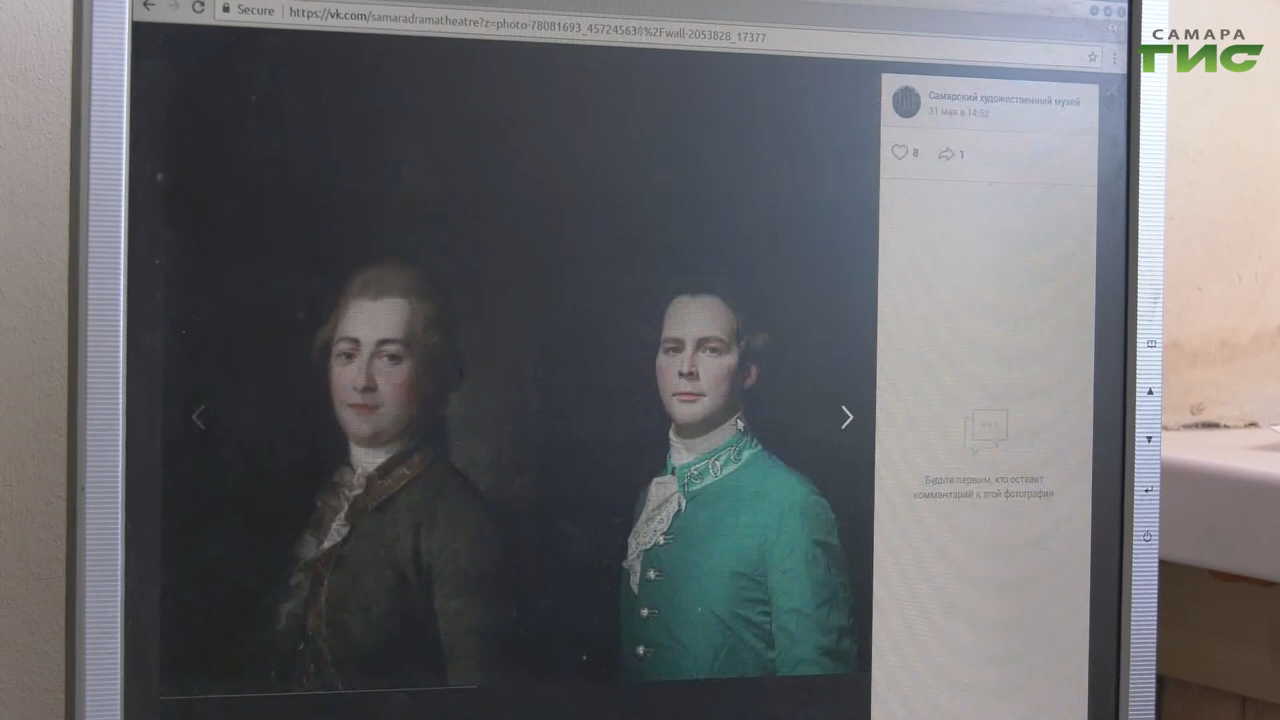 Secure https://vk.com/samaradramatheatre?z=photo-78081693_457245630%2Fwall-2053828_17377
САМАРА
ГИС
Самарский художественный музей
31 мая в 14:52
8 1
Будьте первым, кто оставит
комментарий к этой фотографии